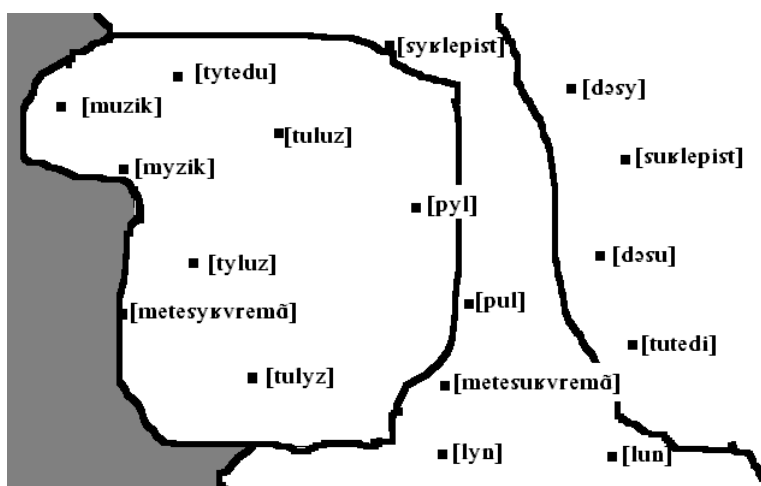 [syʁlepist]
[tytedu]
[dəsy]
[muzik]
[tuluz]
[suʁlepist]
[myzik]
[pyl]
[tyluz]
[dəsu]
[metesyʁvremɑ̃]
[pul]
[tutedi]
[tulyz]
[metesuʁvremɑ̃]
[lyn]
[lun]